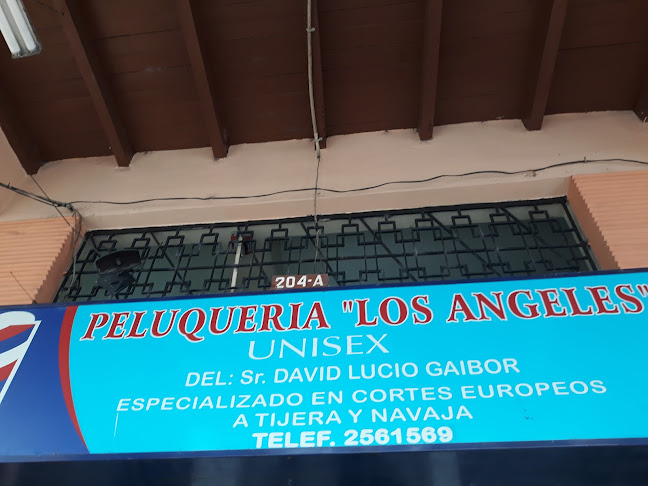 204-A
PELUQUERIA "LOS ANGELES"
UNISEX
DEL: Sr. DAVID LUCIO GAIBOR
ESPECIALIZADO EN CORTES EUROPEOS
A TIJERA Y NAVAJA
TELEF. 2561569